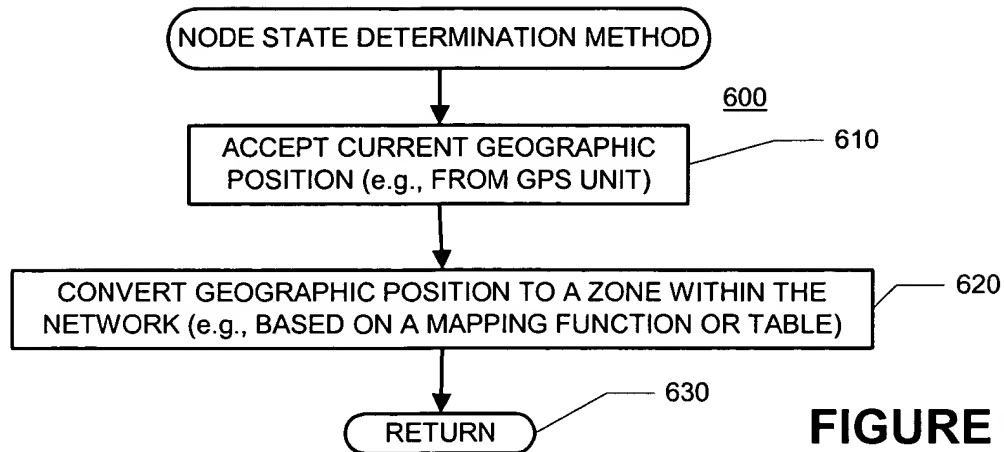 NODE STATE DETERMINATION METHOD
600
ACCEPT CURRENT GEOGRAPHIC
POSITION (e.g., FROM GPS UNIT)
610
CONVERT GEOGRAPHIC POSITION TO A ZONE WITHIN THE
NETWORK (e.g., BASED ON A MAPPING FUNCTION OR TABLE)
620
RETURN
630
FIGURE